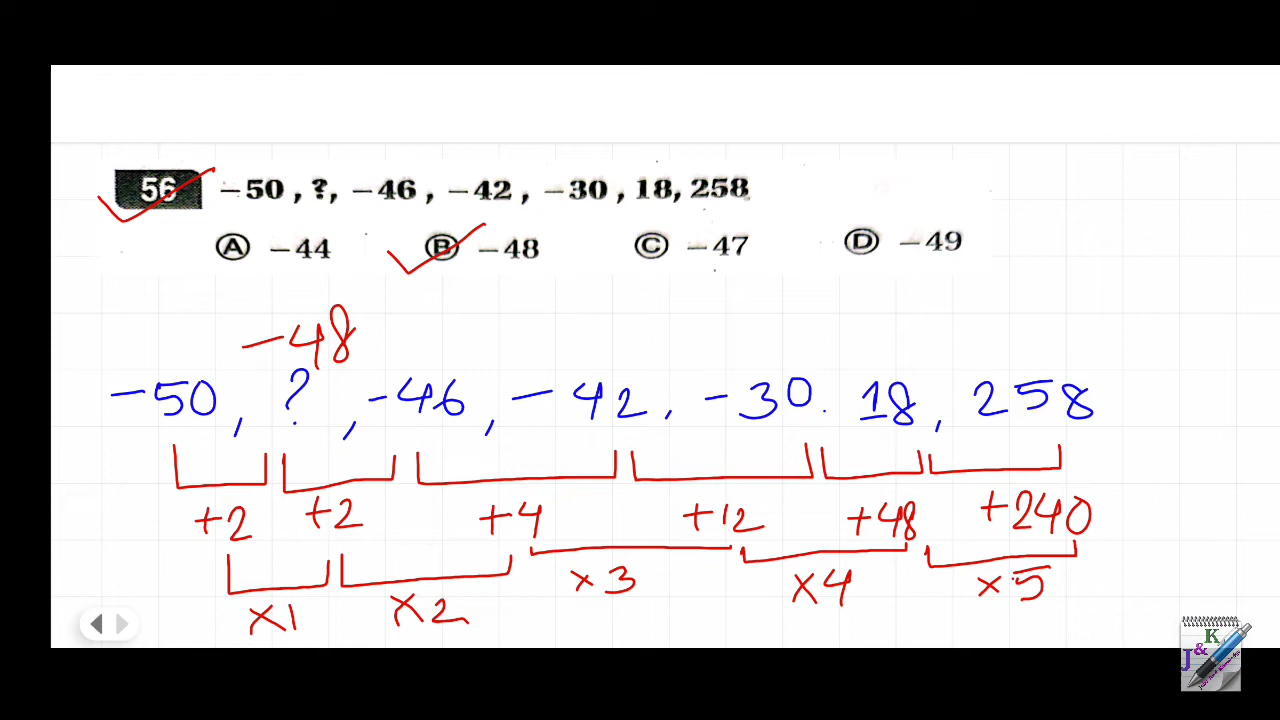 56 −50 , ?, −46 , −42 , −30 , 18, 258
Ⓐ −44 Ⓑ −48 Ⓒ −47 Ⓓ −49
−48
−50, ?, −46, −42, −30. 18, 258
+2 +2 +4 +12 +48 +240
×1 ×2 ×3 ×4 ×5
J & K